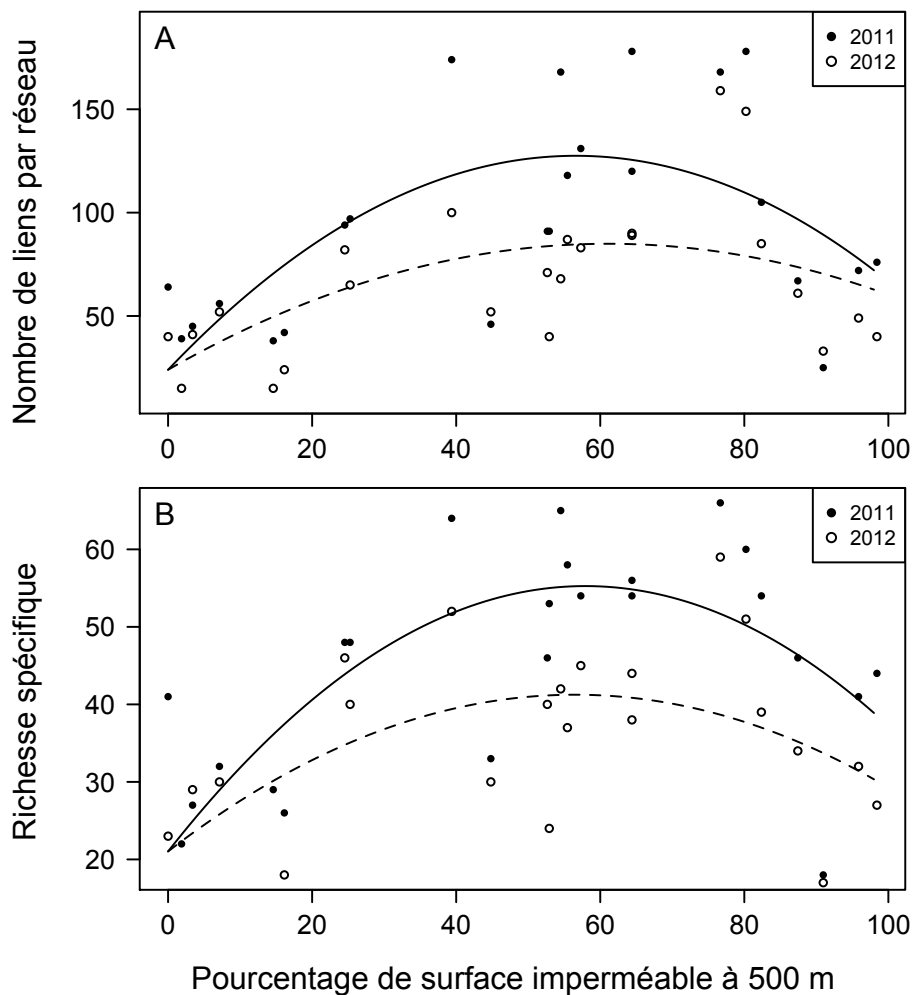 A
2011
2012
Nombre de liens par réseau
150
100
50
0 20 40 60 80 100
B
2011
2012
Richesse spécifique
60
50
40
30
20
0 20 40 60 80 100
Pourcentage de surface imperméable à 500 m